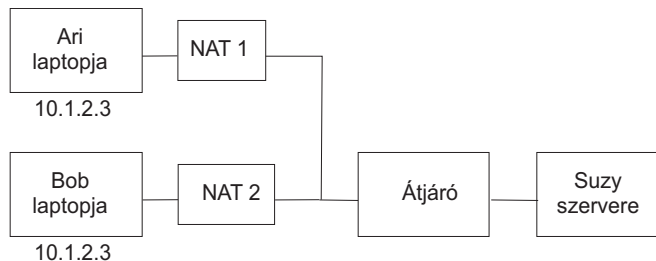 Ari
laptopja
NAT 1
10.1.2.3
Bob
laptopja
NAT 2
Átjáró
Suzy
szervere
10.1.2.3